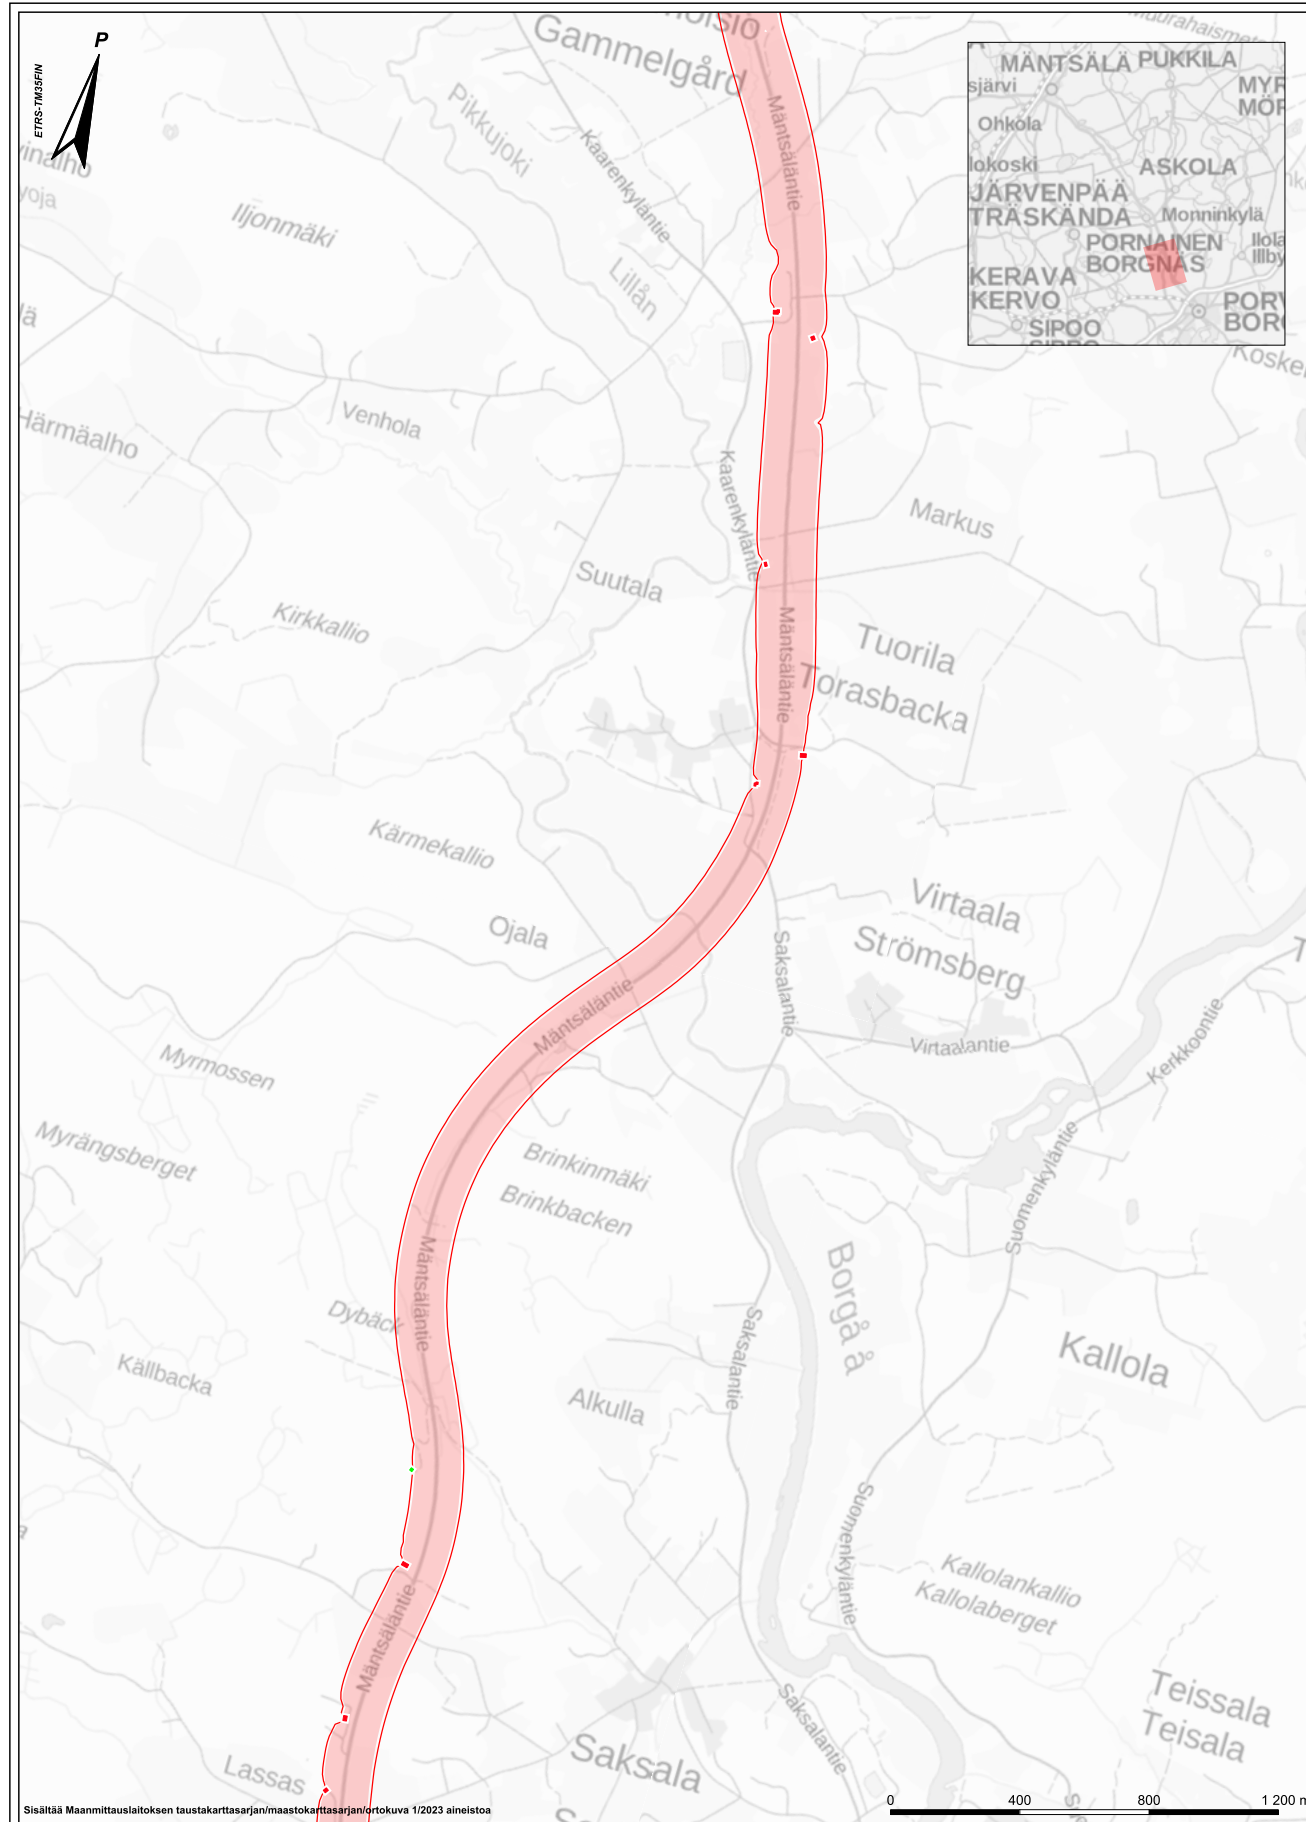 P
ETRS-TM35FIN
Gammelgård
MÄNTSÄLÄ PUKKILA
sjärvi
Ohkola
lokoski
ASKOLA
JÄRVENPÄÄ
TRÄSKÄNDA
Monninkylä
PORNAINEN
BORGNÄS
KERAVA
KERVO
SIPOO
Pikkujoki
Lillån
Kaarenkyläntie
Mäntsäläntie
Iljonmäki
Venhola
Härmäalho
Kaarenkyläntie
Markus
Suutala
Kirkkallio
Mäntsäläntie
Tuorila
Torasbacka
Kärmekallio
Ojala
Virtaala
Strömsberg
Saksalantie
Virtaalantie
Kerkkoontie
Mäntsäläntie
Myrmossen
Myrängsberget
Brinkinmäki
Brinkbacken
Suomenkyläntie
Borgå å
Mäntsäläntie
Dybäck
Källbacka
Saksalantie
Kallola
Alkulla
Suomenkyläntie
Kallolankallio
Kallolaberget
Mäntsäläntie
Saksalantie
Teissala
Teisala
Lassas
Saksala
Sisältää Maanmittauslaitoksen taustakarttasarjan/maastokarttasarjan/ortokuva 1/2023 aineistoa
0 400 800 1 200 m